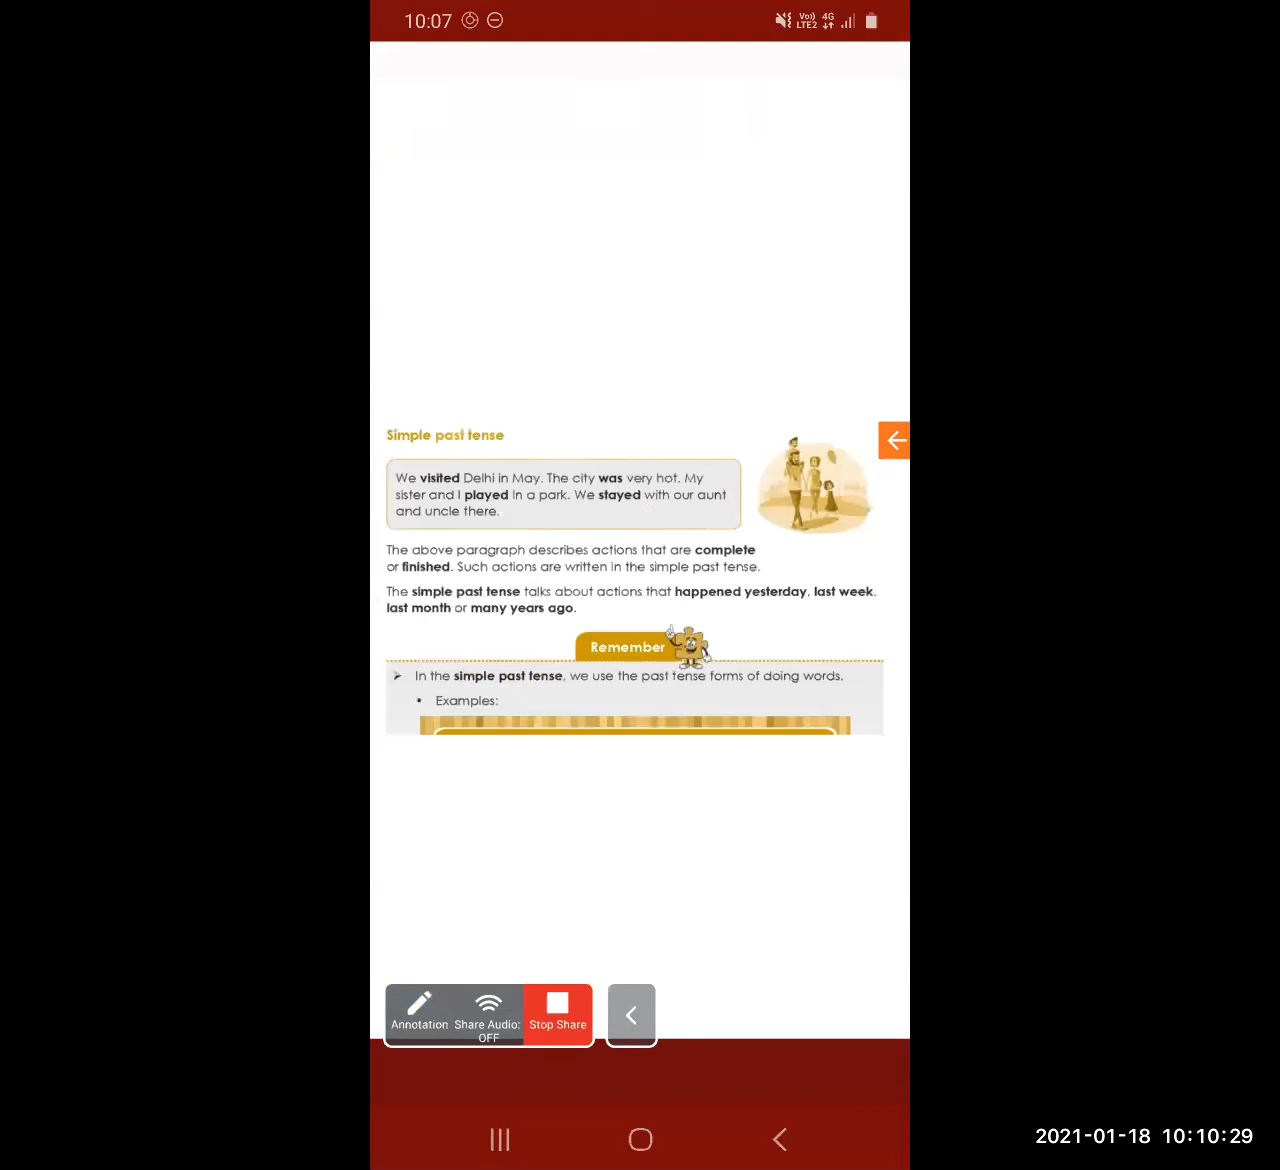 10:07
Vo)) 4G
LTE2
Simple past tense
We visited Delhi in May. The city was very hot. My
sister and I played in a park. We stayed with our aunt
and uncle there.
The above paragraph describes actions that are complete
or finished. Such actions are written in the simple past tense.
The simple past tense talks about actions that happened yesterday, last week,
last month or many years ago.
Remember
➤ In the simple past tense, we use the past tense forms of doing words.
• Examples:
Annotation Share Audio: OFF Stop Share
2021-01-18 10:10:29